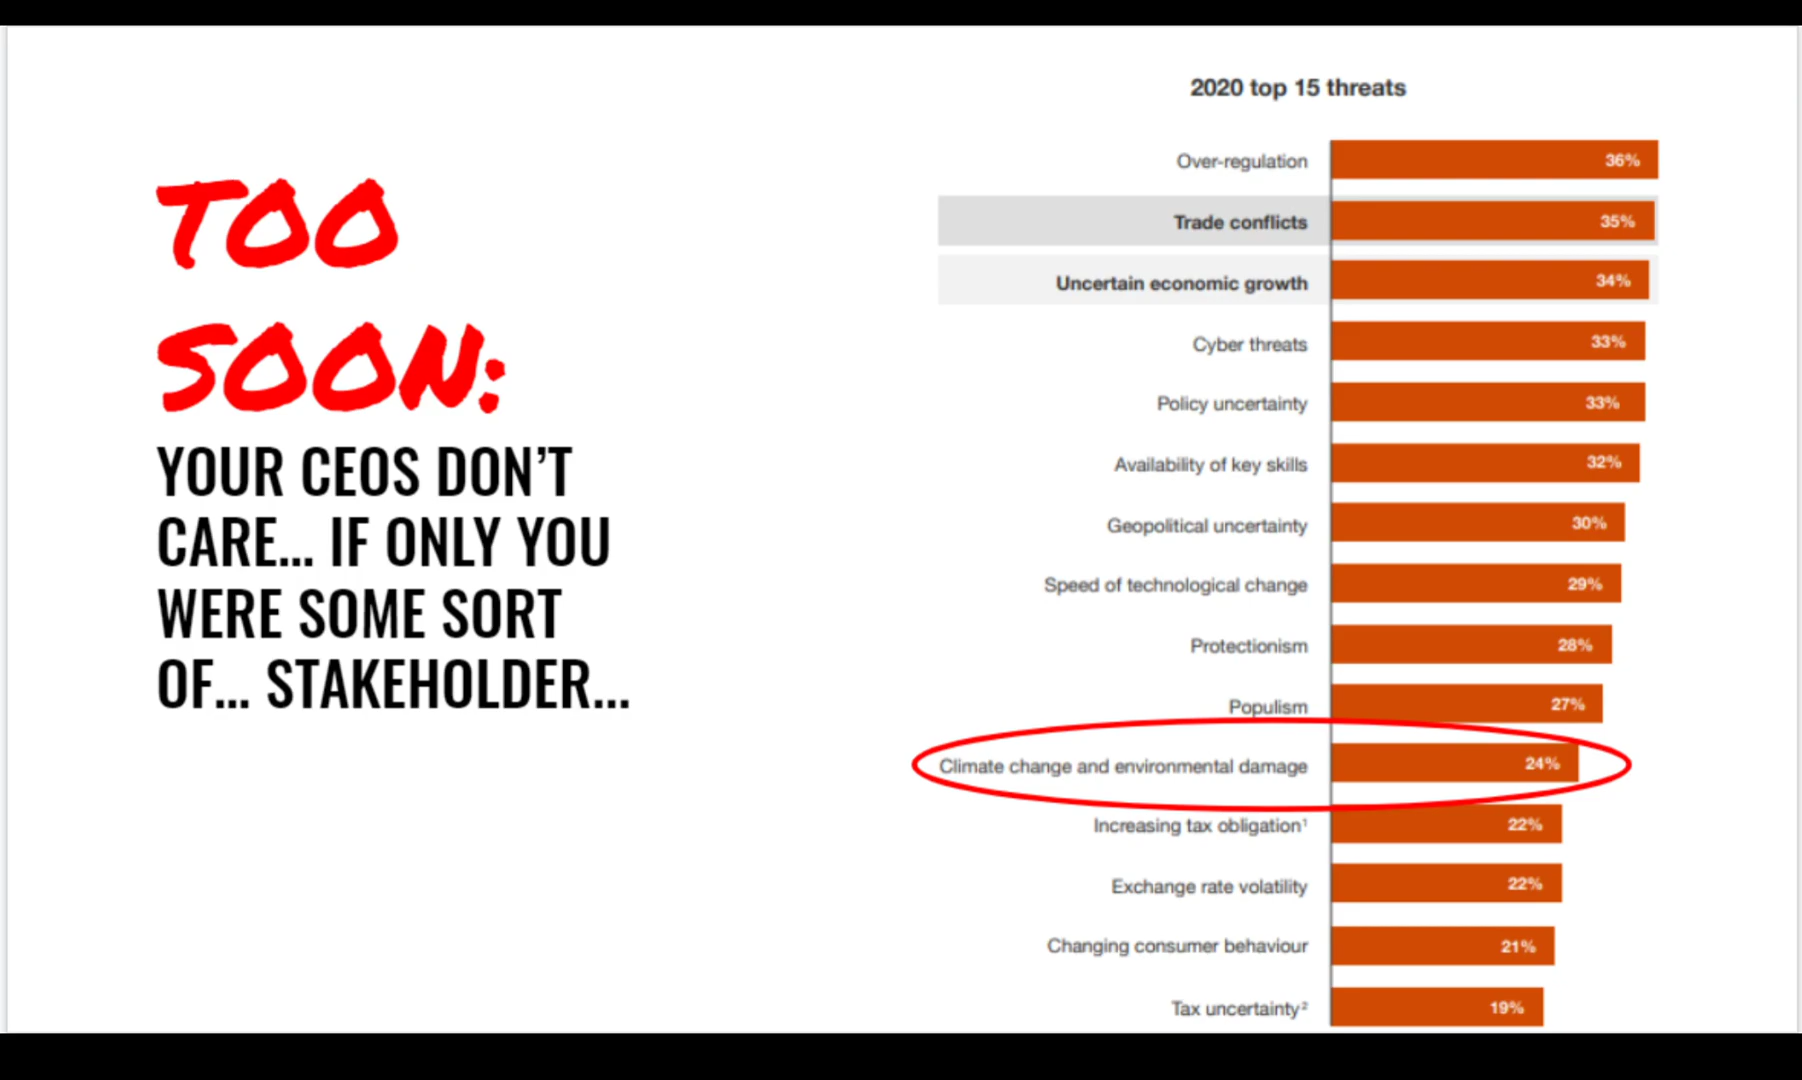 TOO
SOON:
YOUR CEOS DON’T
CARE... IF ONLY YOU
WERE SOME SORT
OF... STAKEHOLDER...
2020 top 15 threats
Over-regulation 36%
Trade conflicts 35%
Uncertain economic growth 34%
Cyber threats 33%
Policy uncertainty 33%
Availability of key skills 32%
Geopolitical uncertainty 30%
Speed of technological change 29%
Protectionism 28%
Populism 27%
Climate change and environmental damage 24%
Increasing tax obligation¹ 22%
Exchange rate volatility 22%
Changing consumer behaviour 21%
Tax uncertainty² 19%